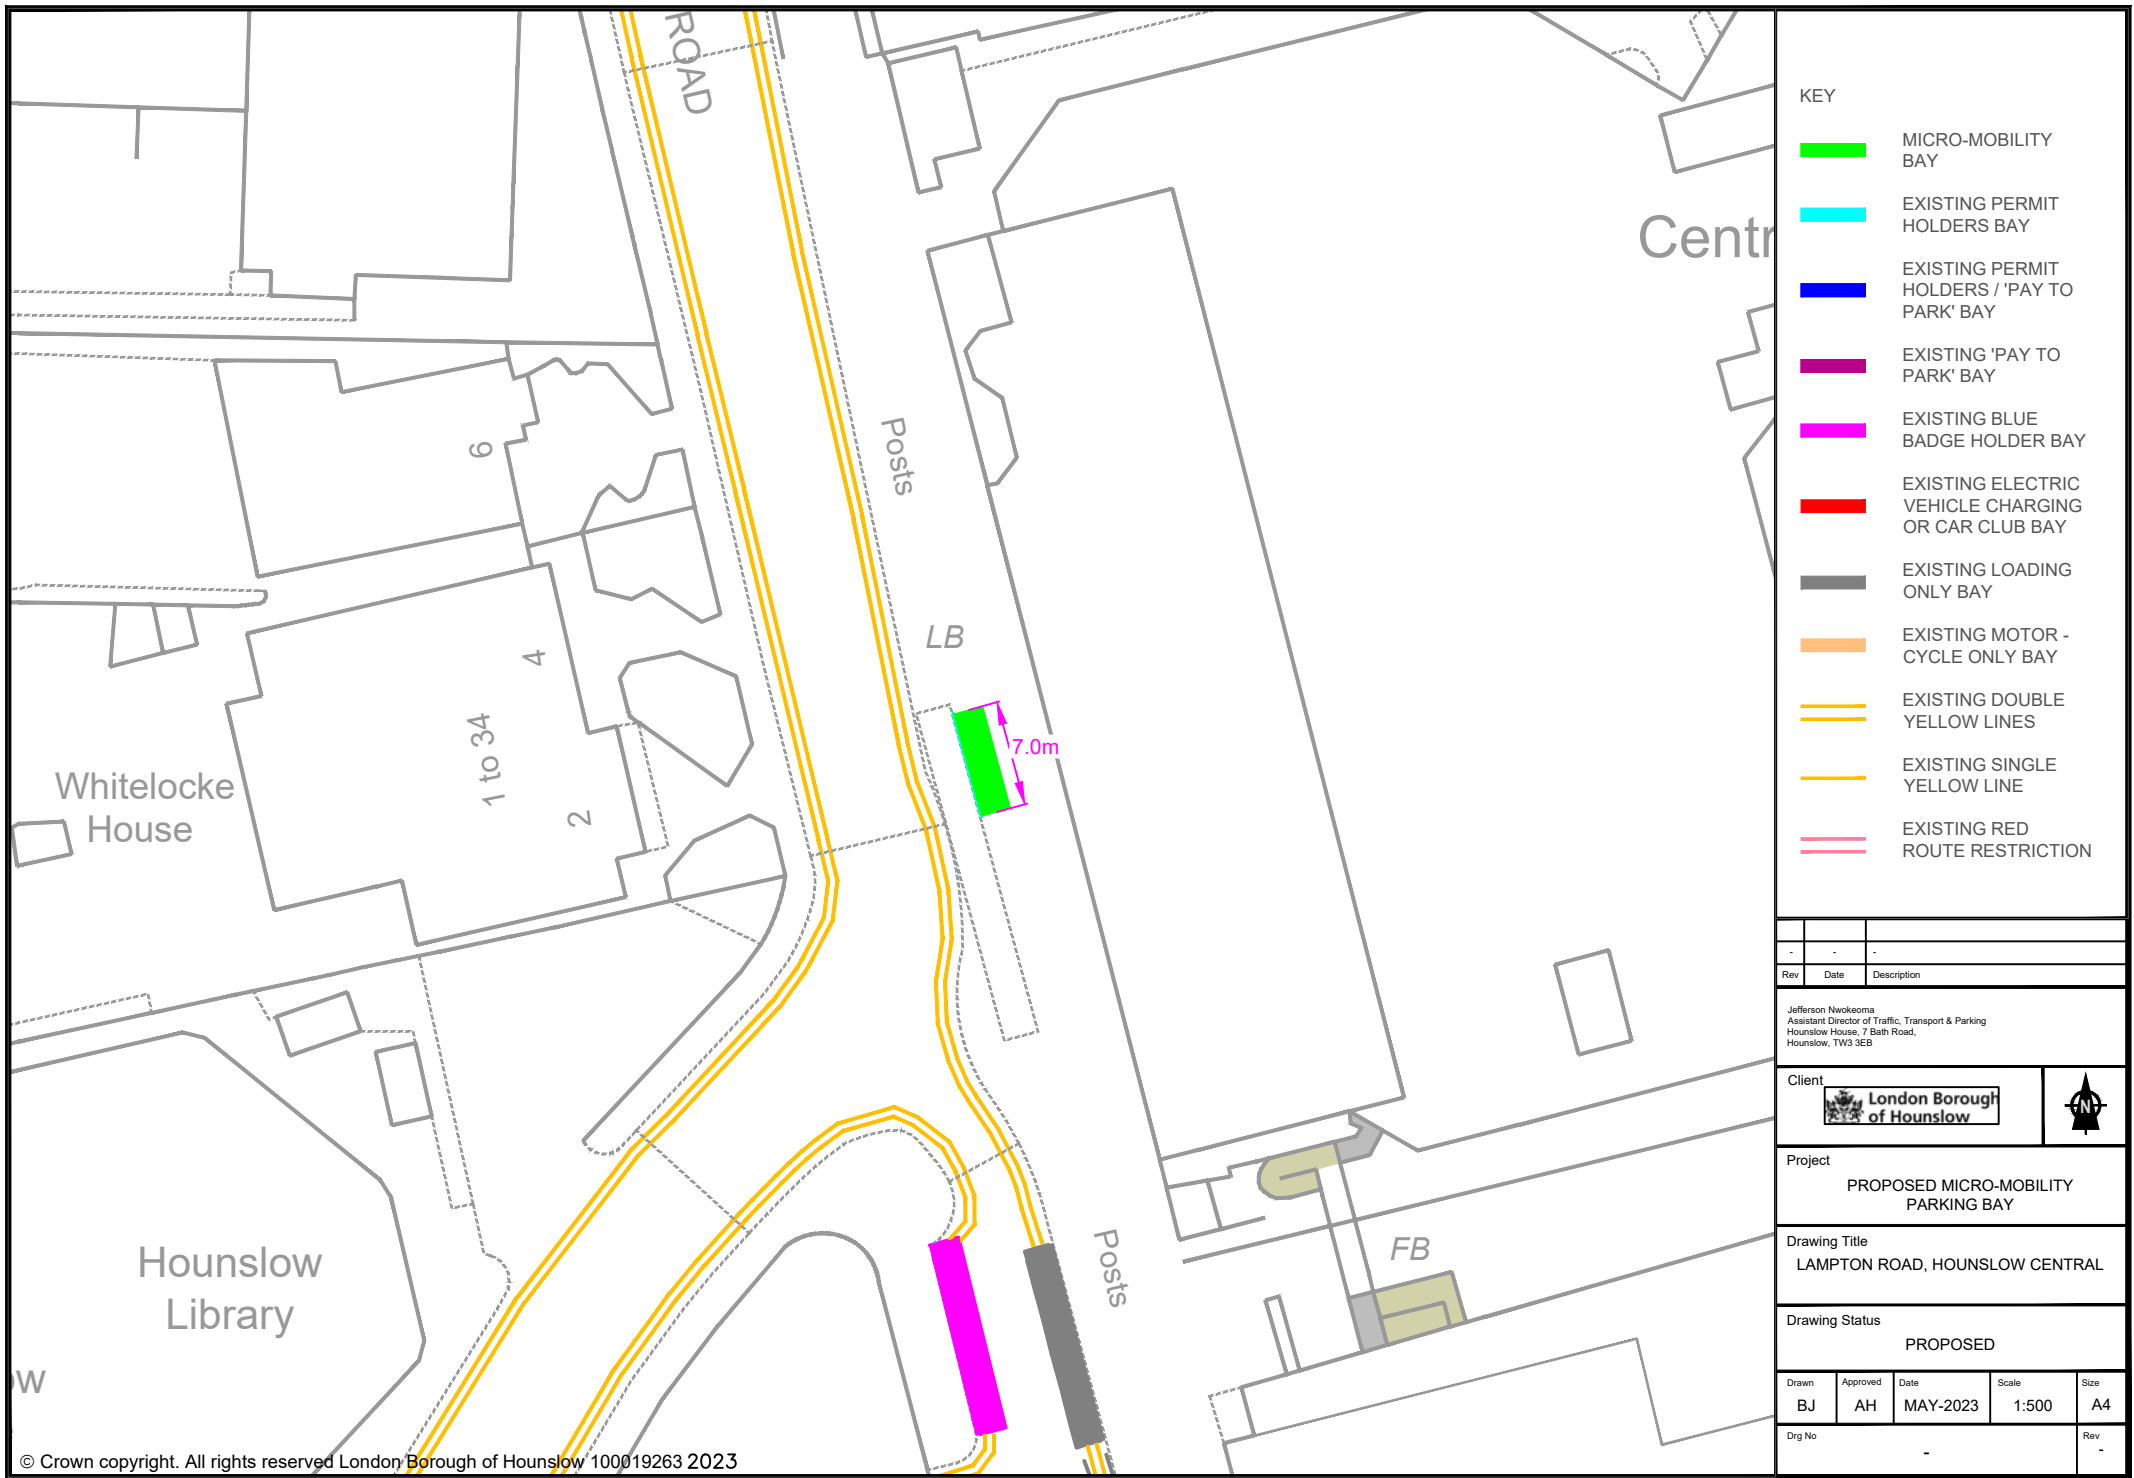 ROAD
Centr
Posts
6
LB
4
1 to 34
2
7.0m
Whitelocke
House
Hounslow
Library
ow
Posts
FB
© Crown copyright. All rights reserved London Borough of Hounslow 100019263 2023
KEY
MICRO-MOBILITY
BAY
EXISTING PERMIT
HOLDERS BAY
EXISTING PERMIT
HOLDERS / 'PAY TO
PARK' BAY
EXISTING 'PAY TO
PARK' BAY
EXISTING BLUE
BADGE HOLDER BAY
EXISTING ELECTRIC
VEHICLE CHARGING
OR CAR CLUB BAY
EXISTING LOADING
ONLY BAY
EXISTING MOTOR -
CYCLE ONLY BAY
EXISTING DOUBLE
YELLOW LINES
EXISTING SINGLE
YELLOW LINE
EXISTING RED
ROUTE RESTRICTION
- - -
Rev Date Description
Jefferson Nwokeoma
Assistant Director of Traffic, Transport & Parking
Hounslow House, 7 Bath Road,
Hounslow, TW3 3EB
Client
London Borough
of Hounslow
N
Project
PROPOSED MICRO-MOBILITY
PARKING BAY
Drawing Title
LAMPTON ROAD, HOUNSLOW CENTRAL
Drawing Status
PROPOSED
Drawn Approved Date Scale Size
BJ AH MAY-2023 1:500 A4
Drg No Rev
- -